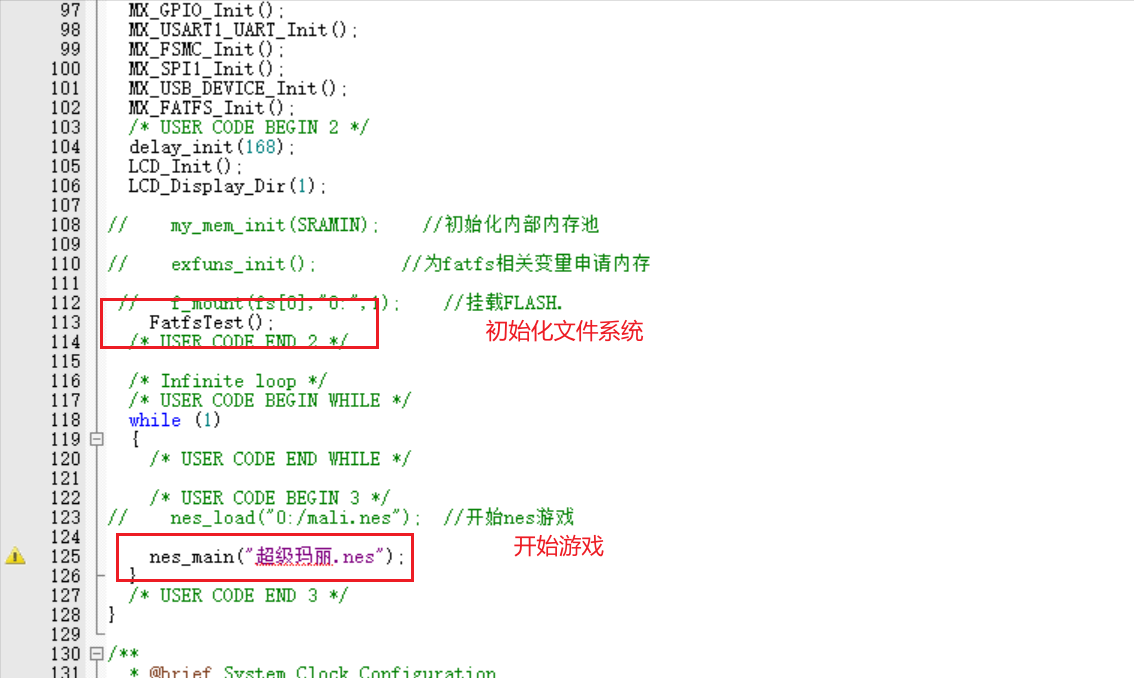 97 MX_GPIO_Init();
98 MX_USART1_UART_Init();
99 MX_FSMC_Init();
100 MX_SPI1_Init();
101 MX_USB_DEVICE_Init();
102 MX_FATFS_Init();
103 /* USER CODE BEGIN 2 */
104 delay_init(168);
105 LCD_Init();
106 LCD_Display_Dir(1);
107
108 // my_mem_init(SRAMIN); //初始化内部内存池
109
110 // exfuns_init(); //为fatfs相关变量申请内存
111
112 // f_mount(fs[0],"0:",1); //挂载FLASH.
113 FatfsTest(); 初始化文件系统
114 /* USER CODE END 2 */
115
116 /* Infinite loop */
117 /* USER CODE BEGIN WHILE */
118 while (1)
119 {
120 /* USER CODE END WHILE */
121
122 /* USER CODE BEGIN 3 */
123 // nes_load("0:/mali.nes"); //开始nes游戏
124 开始游戏
125 nes_main("超级玛丽.nes");
126 }
127 /* USER CODE END 3 */
128 }
129
130 /**
131 * @brief System Clock Configuration